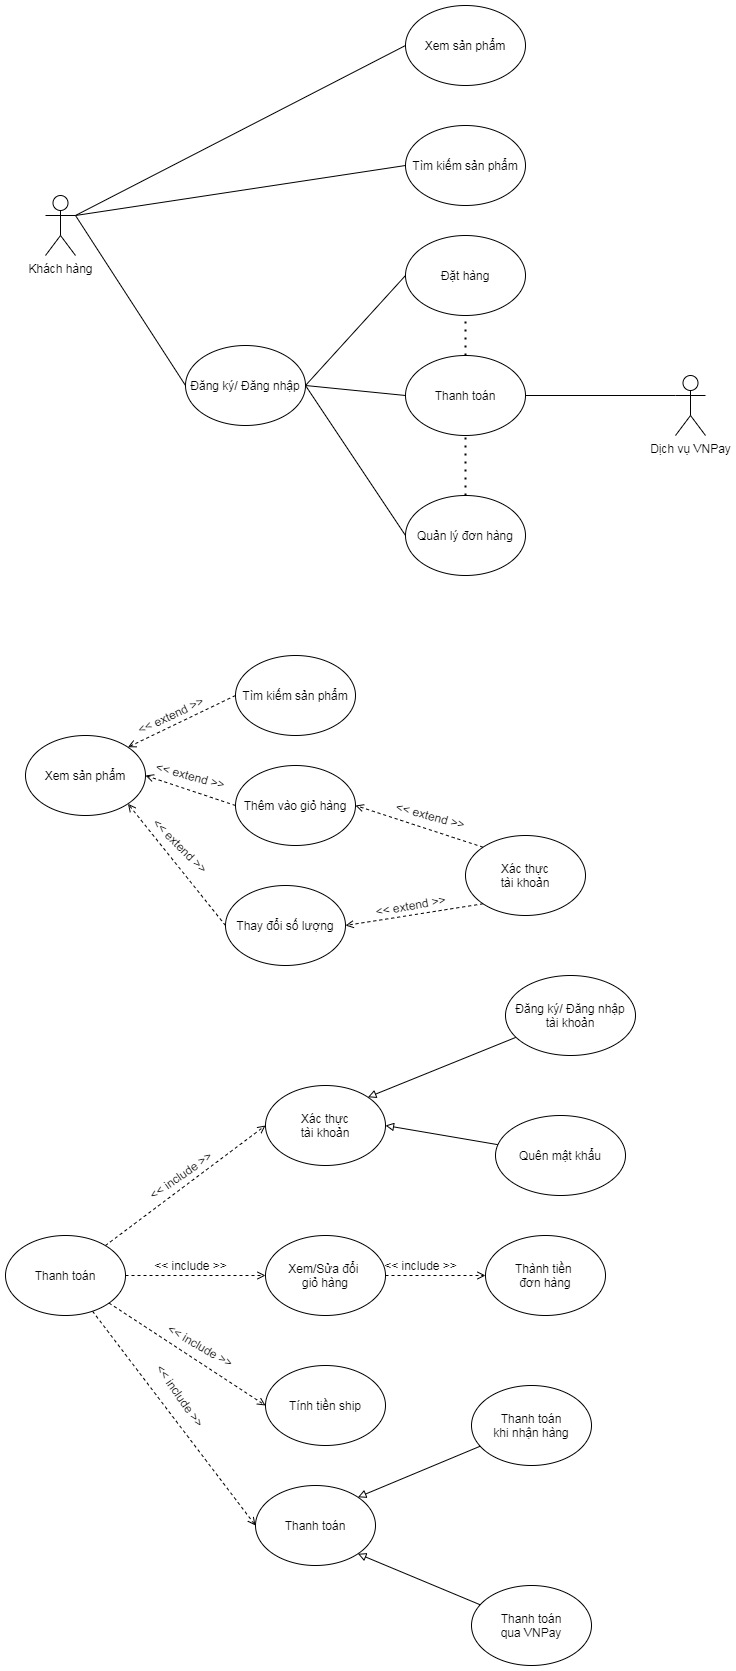 Xem sản phẩm
Tìm kiếm sản phẩm
Khách hàng
Đặt hàng
Đăng ký/ Đăng nhập
Thanh toán
Dịch vụ VNPay
Quản lý đơn hàng
Tìm kiếm sản phẩm
<< extend >>
Xem sản phẩm
<< extend >>
Thêm vào giỏ hàng
<< extend >>
<< extend >>
Xác thực
tài khoản
<< extend >>
Thay đổi số lượng
Đăng ký/ Đăng nhập
tài khoản
Xác thực
tài khoản
Quên mật khẩu
<< include >>
Thanh toán
<< include >>
Xem/Sửa đổi
giỏ hàng
<< include >>
Thành tiền
đơn hàng
<< include >>
<< include >>
Tính tiền ship
Thanh toán
khi nhận hàng
Thanh toán
Thanh toán
qua VNPay